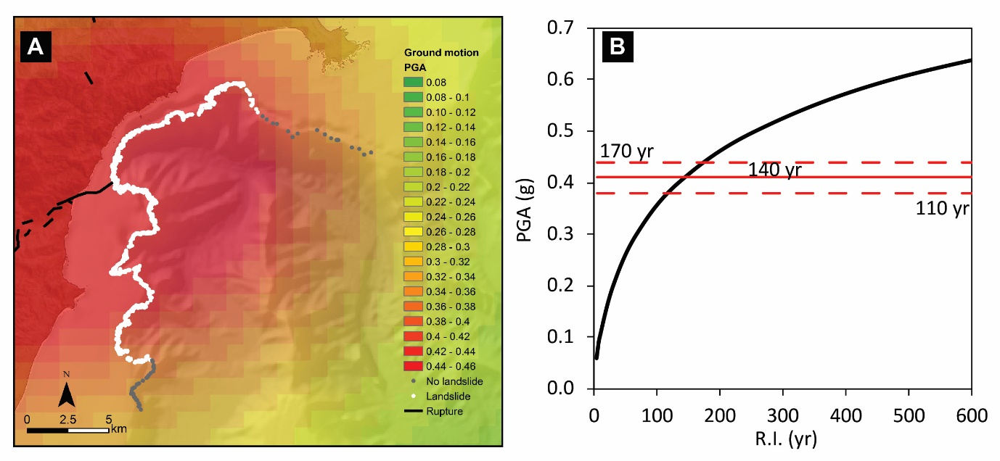 A
Ground motion
PGA
0.08
0.08 - 0.1
0.10 - 0.12
0.12 - 0.14
0.14 - 0.16
0.16 - 0.18
0.18 - 0.2
0.2 - 0.22
0.22 - 0.24
0.24 - 0.26
0.26 - 0.28
0.28 - 0.3
0.3 - 0.32
0.32 - 0.34
0.34 - 0.36
0.36 - 0.38
0.38 - 0.4
0.4 - 0.42
0.42 - 0.44
0.44 - 0.46
No landslide
Landslide
Rupture
N
0 2.5 5
km
B
PGA (g)
0.7
0.6
0.5
0.4
0.3
0.2
0.1
0.0
170 yr
140 yr
110 yr
0 100 200 300 400 500 600
R.I. (yr)